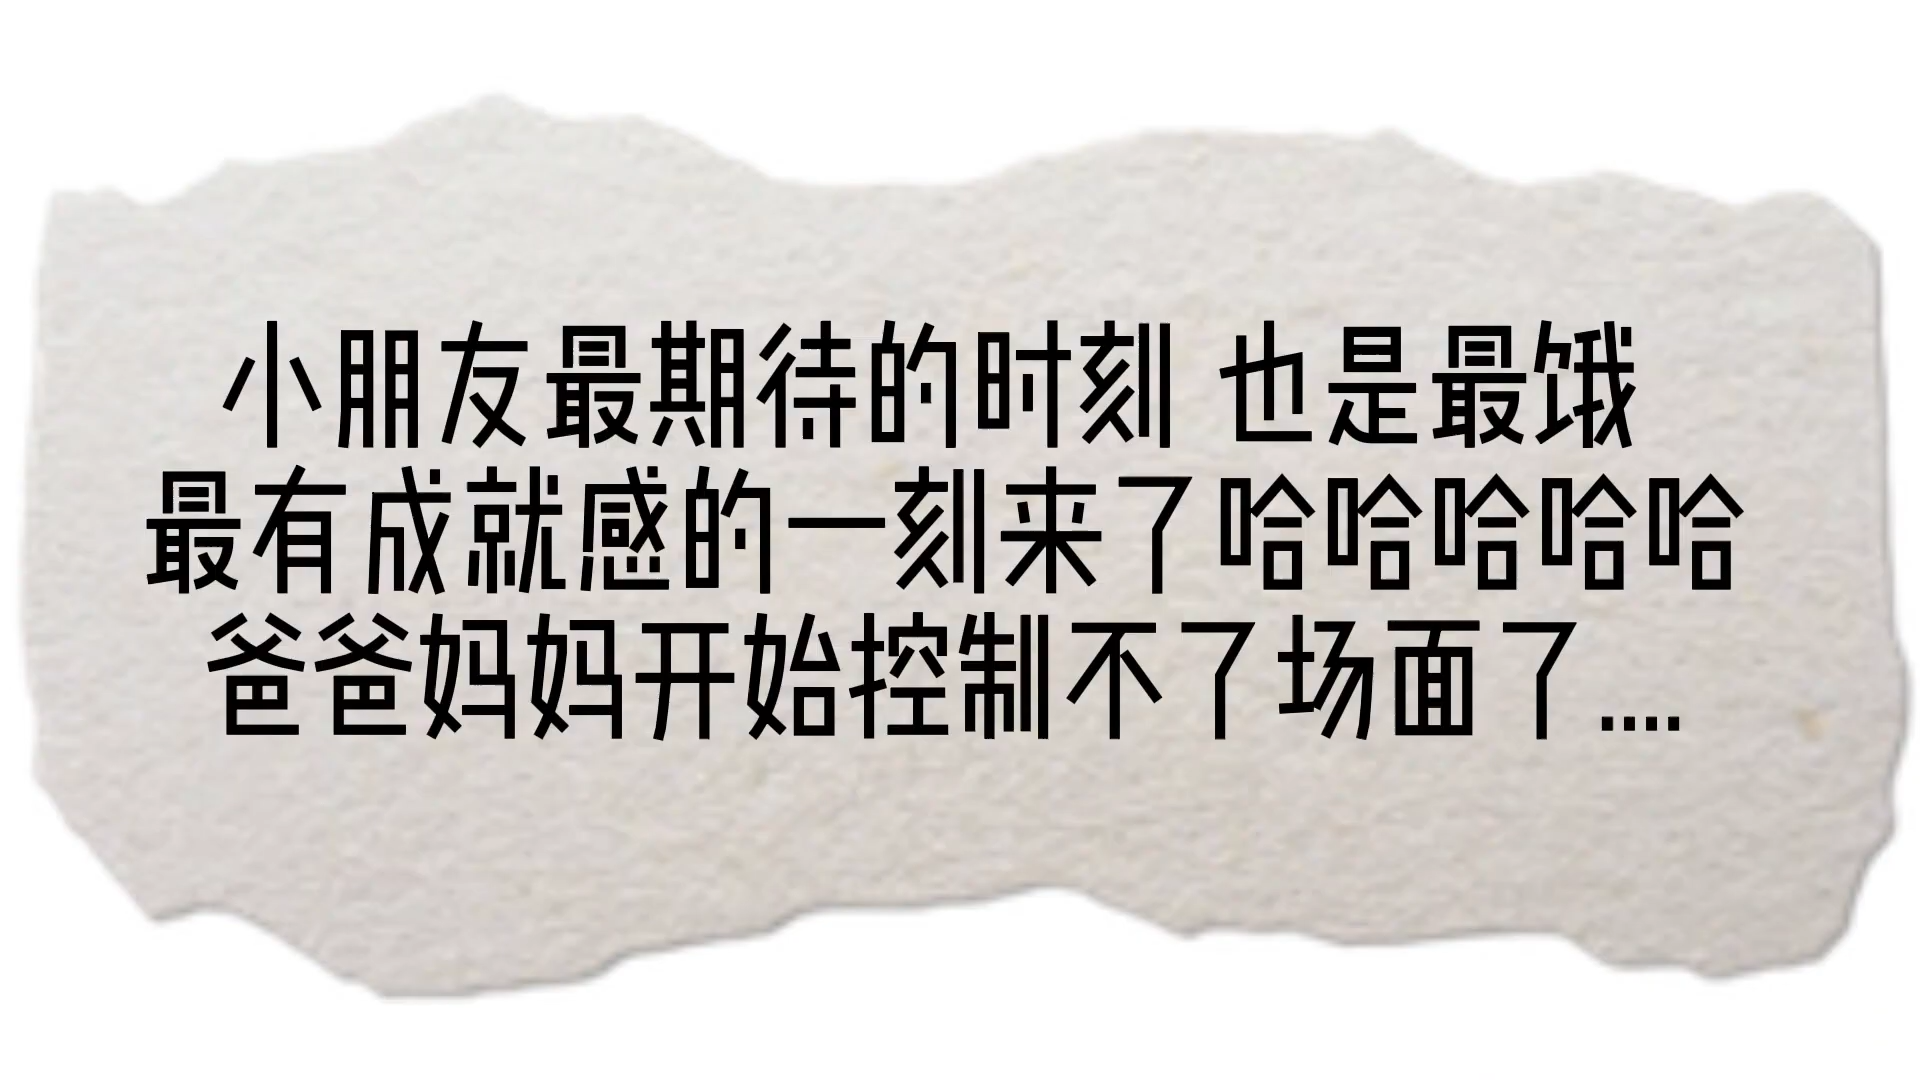 小朋友最期待的时刻 也是最饿
最有成就感的一刻来了哈哈哈哈哈
爸爸妈妈开始控制不了场面了....